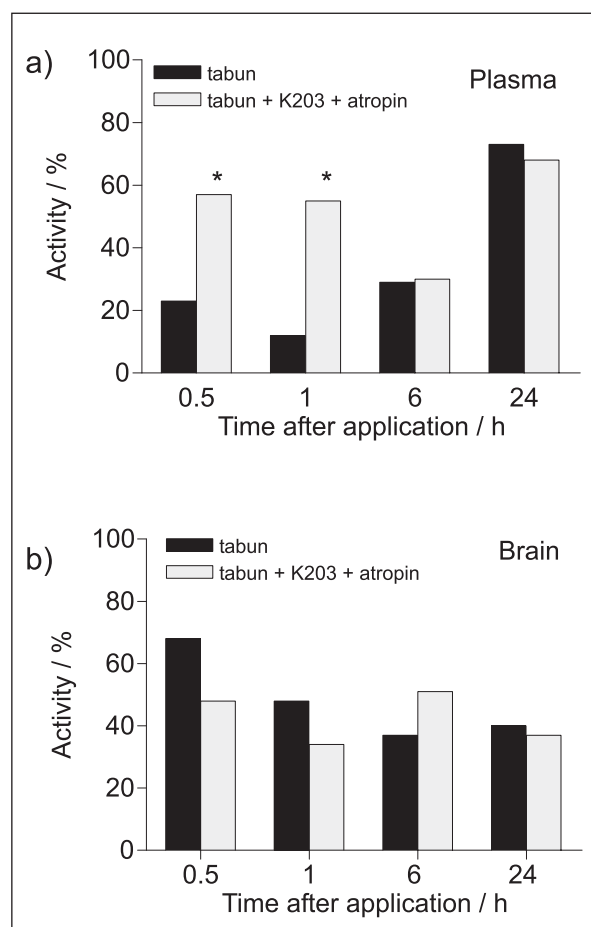 a)
100
80
60
40
20
0
Activity / %
tabun
tabun + K203 + atropin
Plasma
*
*
0.5 1 6 24
Time after application / h
b)
100
80
60
40
20
0
Activity / %
tabun
tabun + K203 + atropin
Brain
0.5 1 6 24
Time after application / h